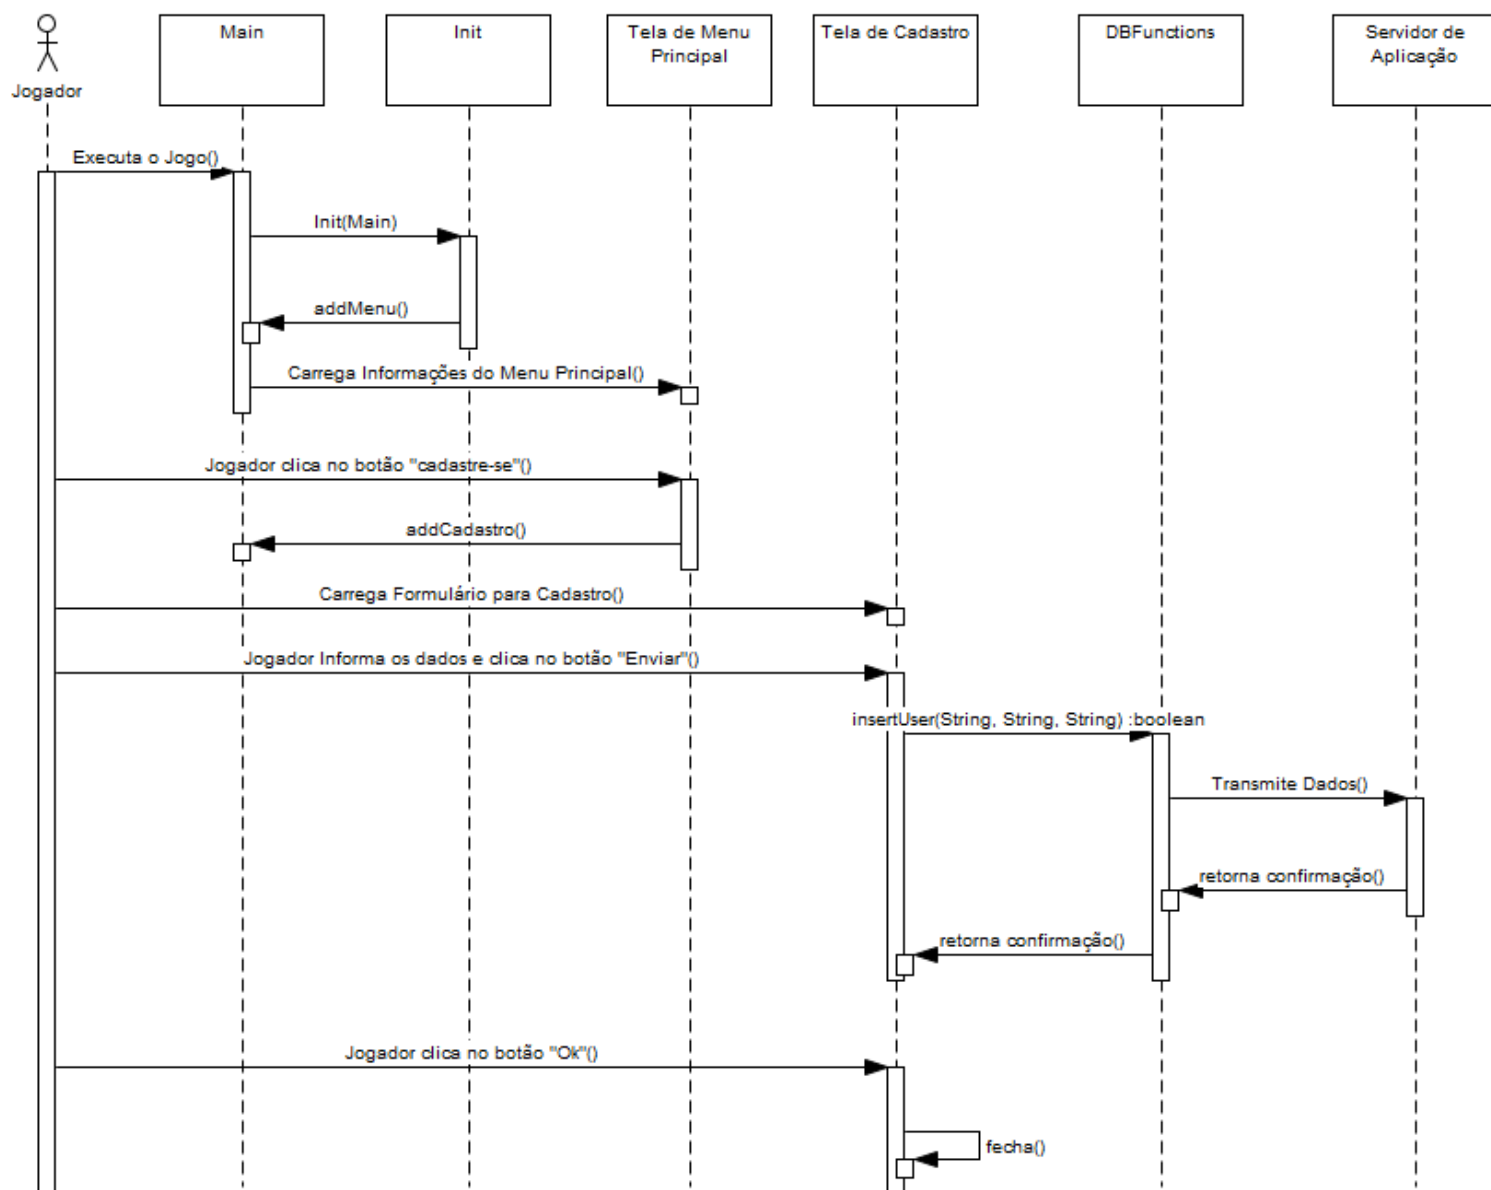 Jogador
Main
Init
Tela de Menu
Principal
Tela de Cadastro
DBFunctions
Servidor de
Aplicação
Executa o Jogo()
Init(Main)
addMenu()
Carrega Informações do Menu Principal()
Jogador clica no botão "cadastre-se"()
addCadastro()
Carrega Formulário para Cadastro()
Jogador Informa os dados e clica no botão "Enviar"()
insertUser(String, String, String) :boolean
Transmite Dados()
retorna confirmação()
retorna confirmação()
Jogador clica no botão "Ok"()
fecha()